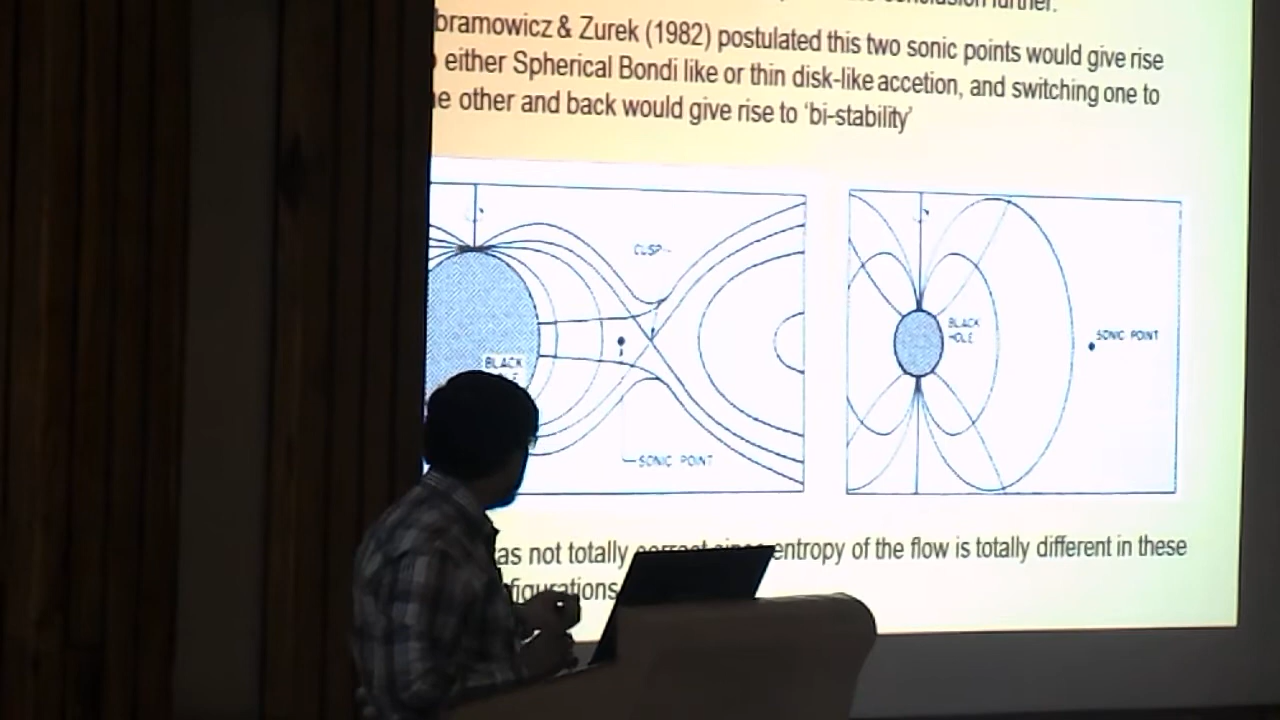 conclusion further.
bramowicz & Zurek (1982) postulated this two sonic points would give rise
either Spherical Bondi like or thin disk-like accetion, and switching one to
e other and back would give rise to 'bi-stability'
CUSP
BLACK
SONIC POINT
BLACK
HOLE
SONIC POINT
as not totally correct since entropy of the flow is totally different in these
figurations